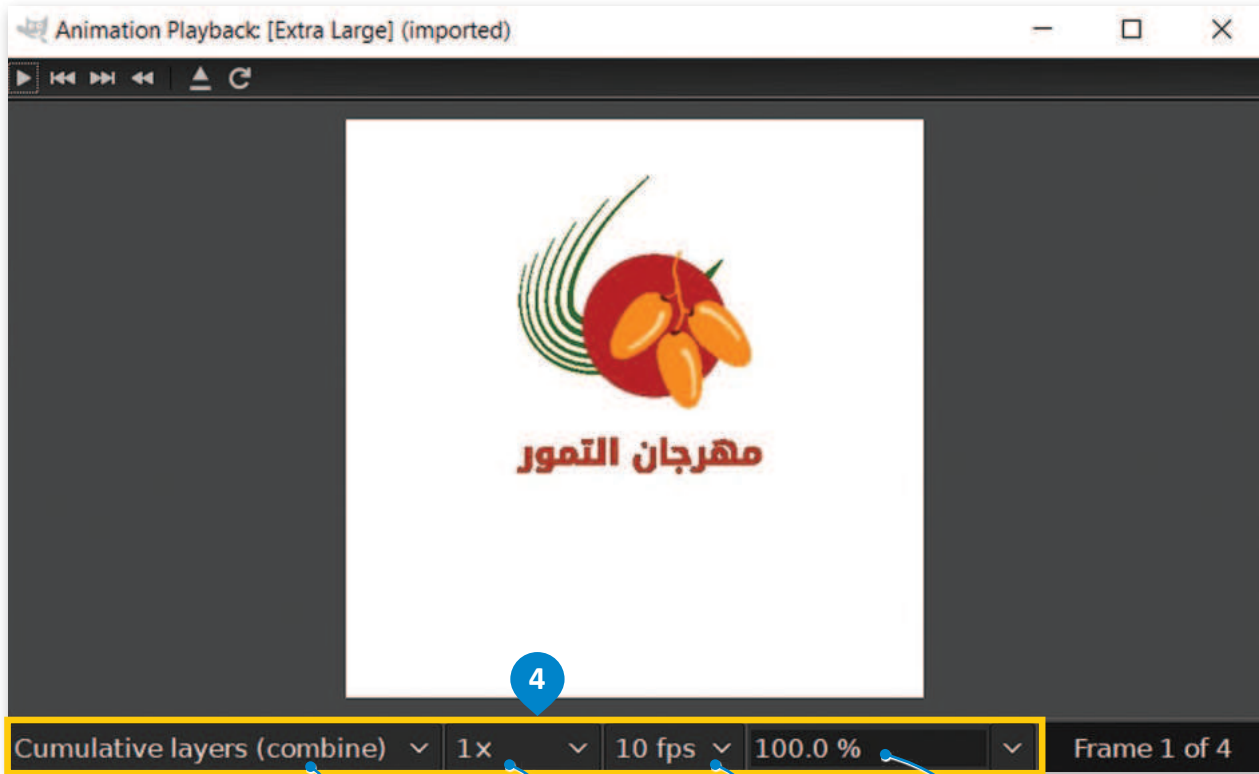 Animation Playback: [Extra Large] (imported)
مهرجان التمور
4
Cumulative layers (combine) 1x 10 fps 100.0 % Frame 1 of 4